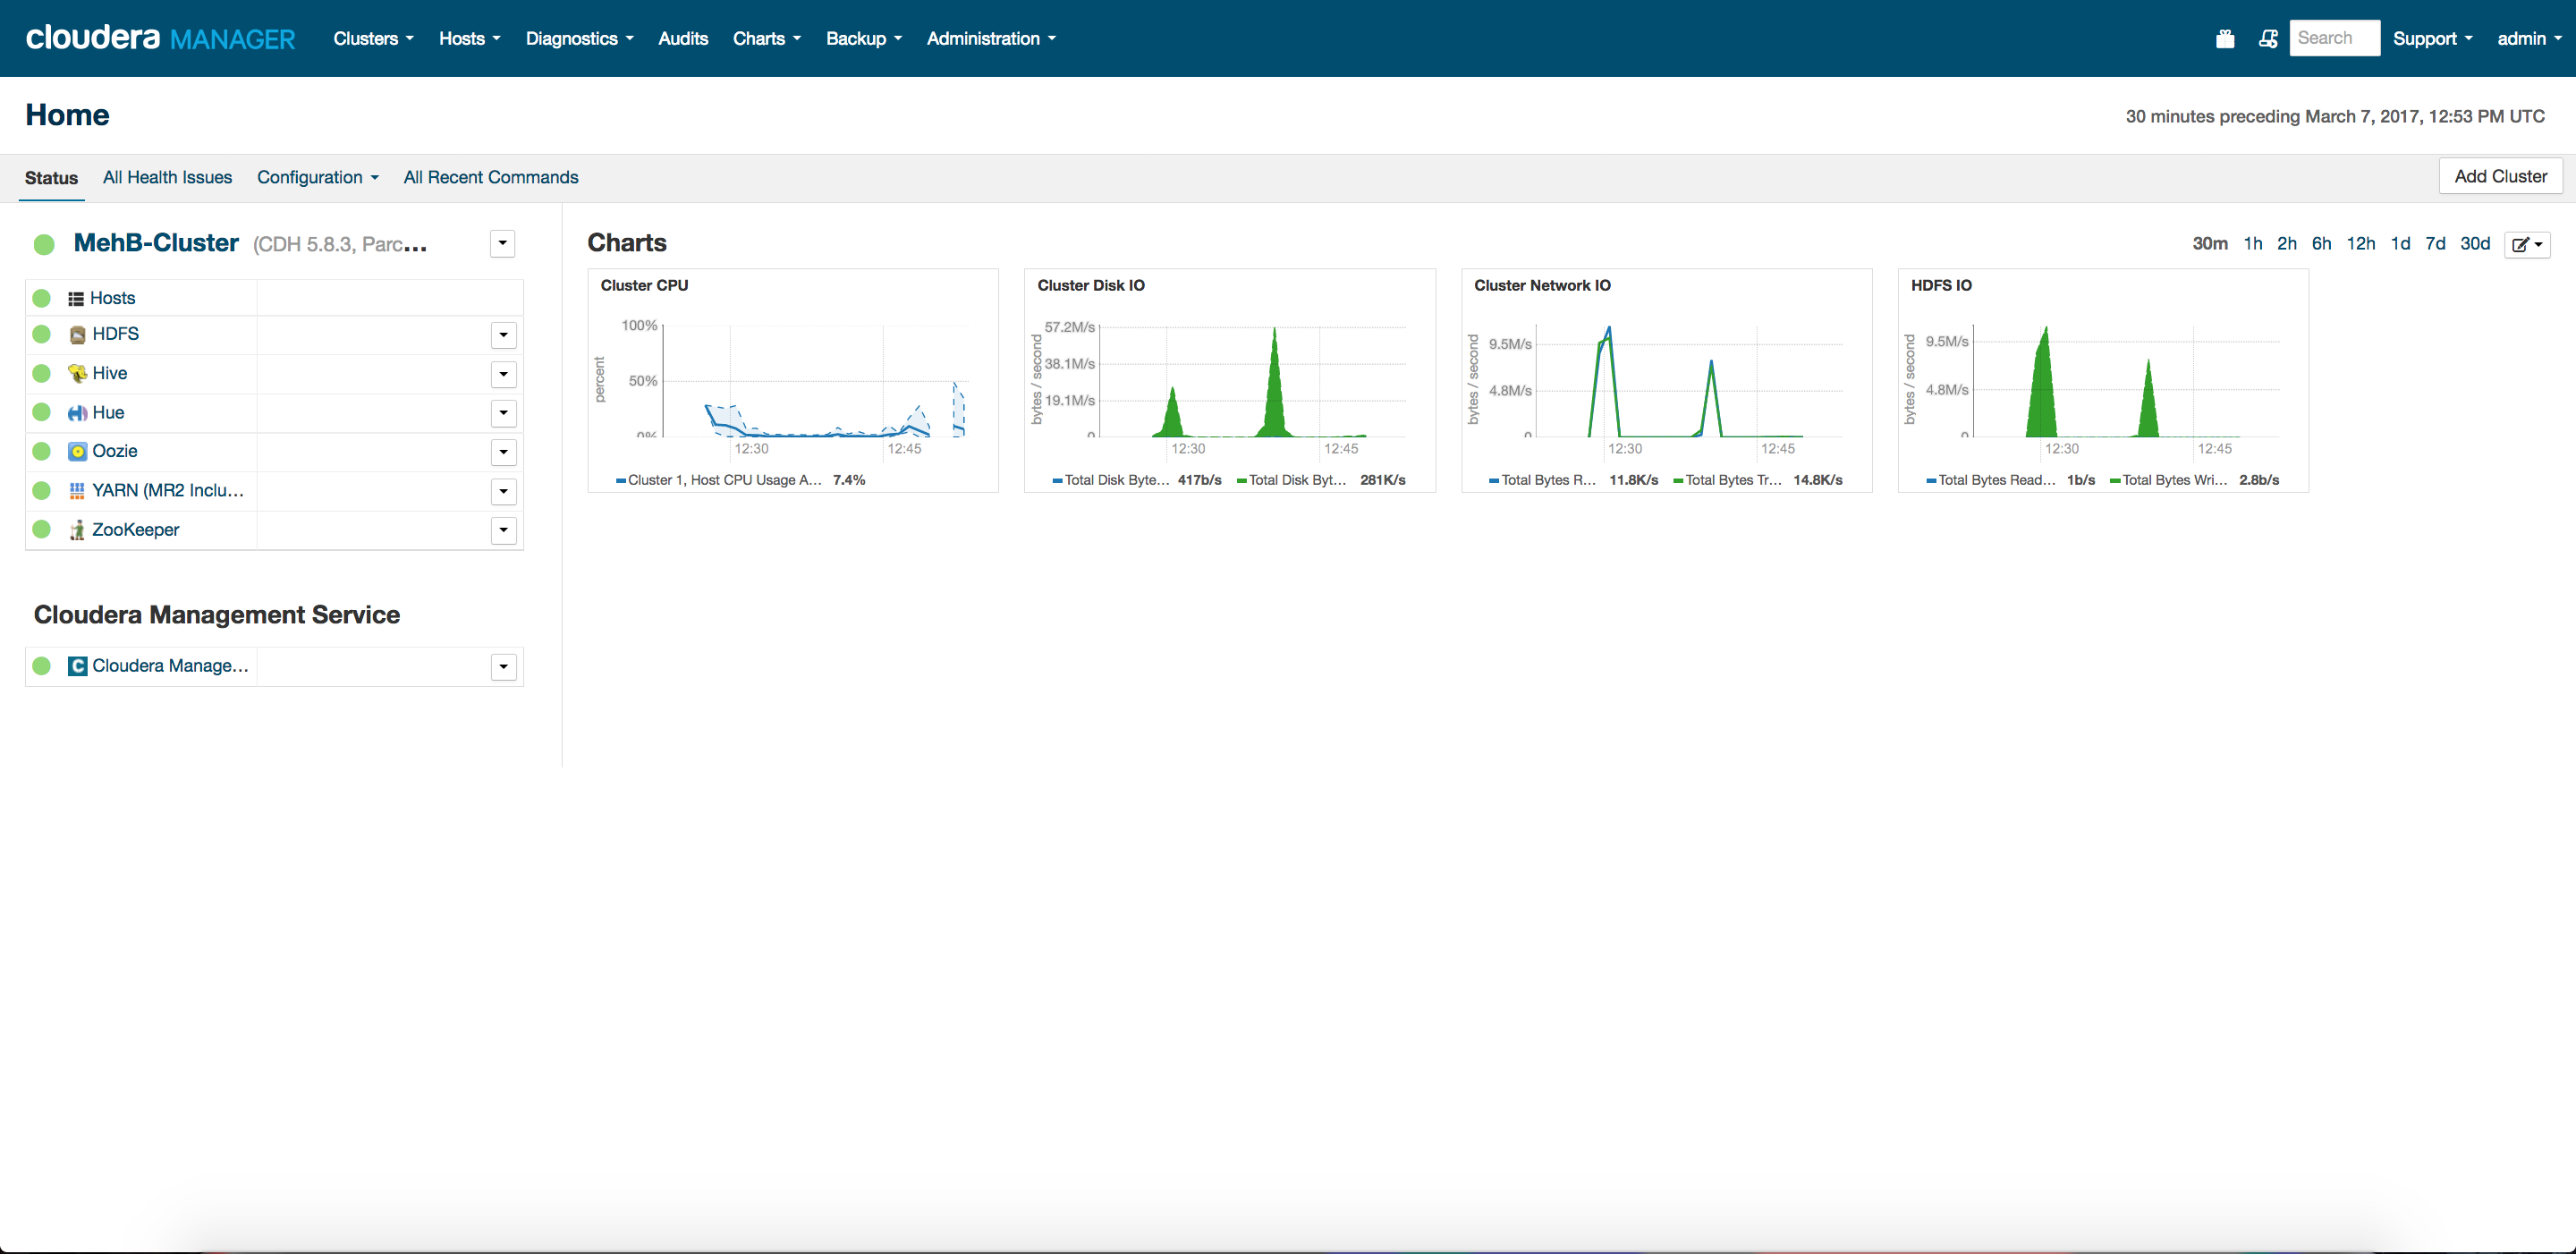 cloudera MANAGER Clusters Hosts Diagnostics Audits Charts Backup Administration Search Support admin
Home
30 minutes preceding March 7, 2017, 12:53 PM UTC
Status All Health Issues Configuration All Recent Commands Add Cluster
MehB-Cluster (CDH 5.8.3, Parc...
Hosts
HDFS
Hive
Hue
Oozie
YARN (MR2 Inclu...
ZooKeeper
Cloudera Management Service
C Cloudera Manage...
Charts
30m 1h 2h 6h 12h 1d 7d 30d
Cluster CPU
percent
100%
50%
0%
12:30 12:45
Cluster 1, Host CPU Usage A... 7.4%
Cluster Disk IO
bytes / second
57.2M/s
38.1M/s
19.1M/s
0
12:30 12:45
Total Disk Byte... 417b/s Total Disk Byt... 281K/s
Cluster Network IO
bytes / second
9.5M/s
4.8M/s
0
12:30 12:45
Total Bytes R... 11.8K/s Total Bytes Tr... 14.8K/s
HDFS IO
bytes / second
9.5M/s
4.8M/s
0
12:30 12:45
Total Bytes Read... 1b/s Total Bytes Wri... 2.8b/s